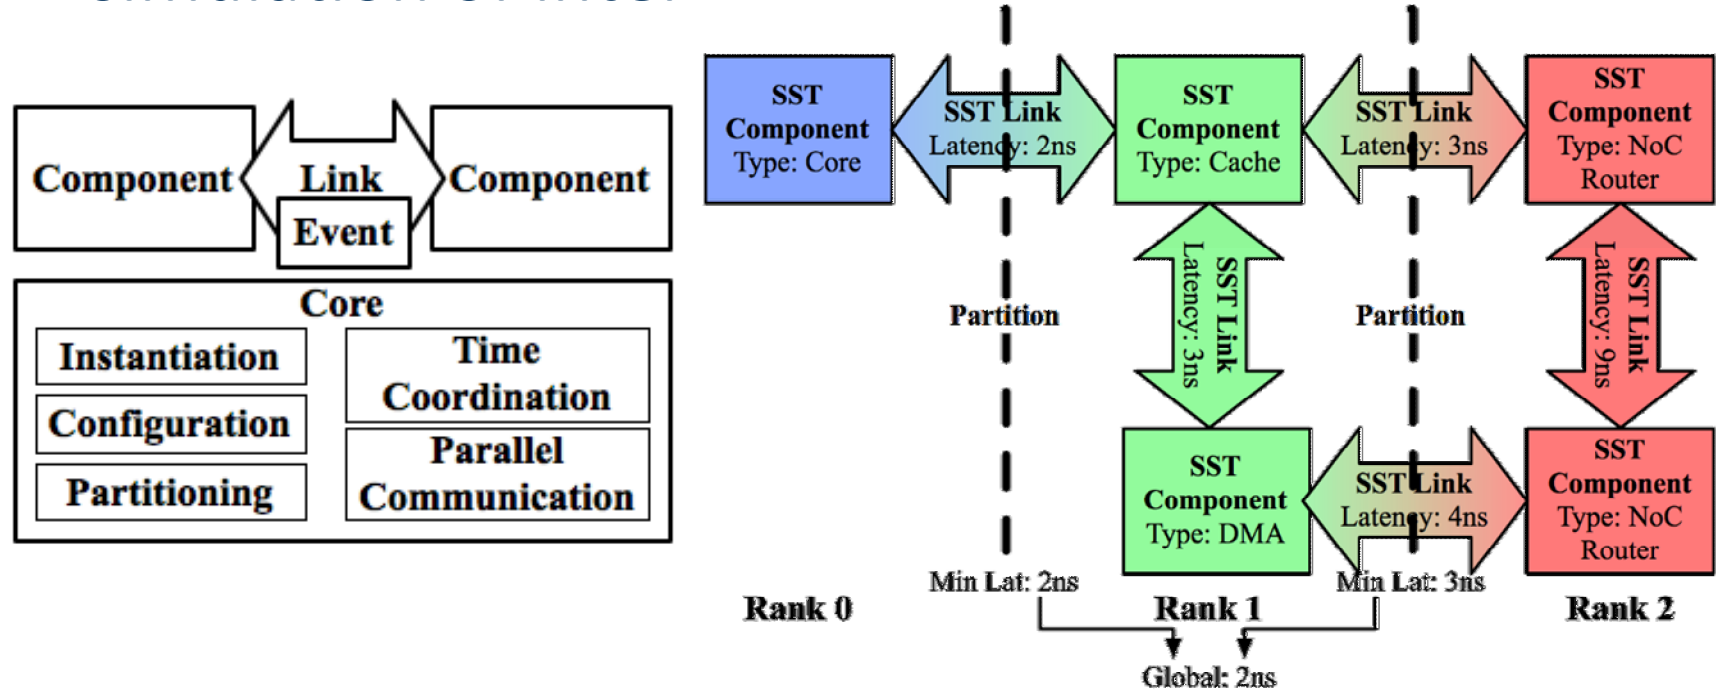 Component
Link
Component
Event
Core
Instantiation
Configuration
Partitioning
Time
Coordination
Parallel
Communication
SST
Component
Type: Core
SST Link
Latency: 2ns
SST
Component
Type: Cache
SST Link
Latency: 3ns
SST
Component
Type: NoC
Router
Partition
SST Link
Latency: 3ns
Partition
SST Link
Latency: 9ns
SST
Component
Type: DMA
SST Link
Latency: 4ns
SST
Component
Type: NoC
Router
Min Lat: 2ns
Min Lat: 3ns
Rank 0
Rank 1
Rank 2
Global: 2ns